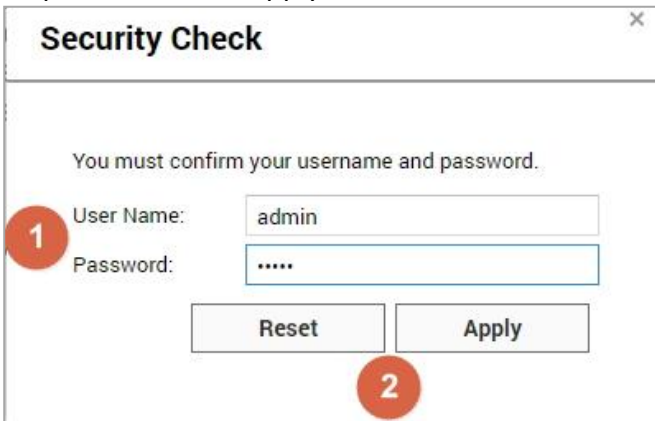 Security Check
×
You must confirm your username and password.
User Name: admin
1
Password: •••••
Reset Apply
2